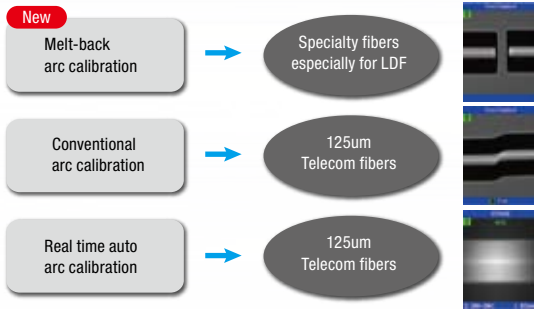 New
Melt-back
arc calibration
Specialty fibers
especially for LDF
Conventional
arc calibration
125um
Telecom fibers
Real time auto
arc calibration
125um
Telecom fibers